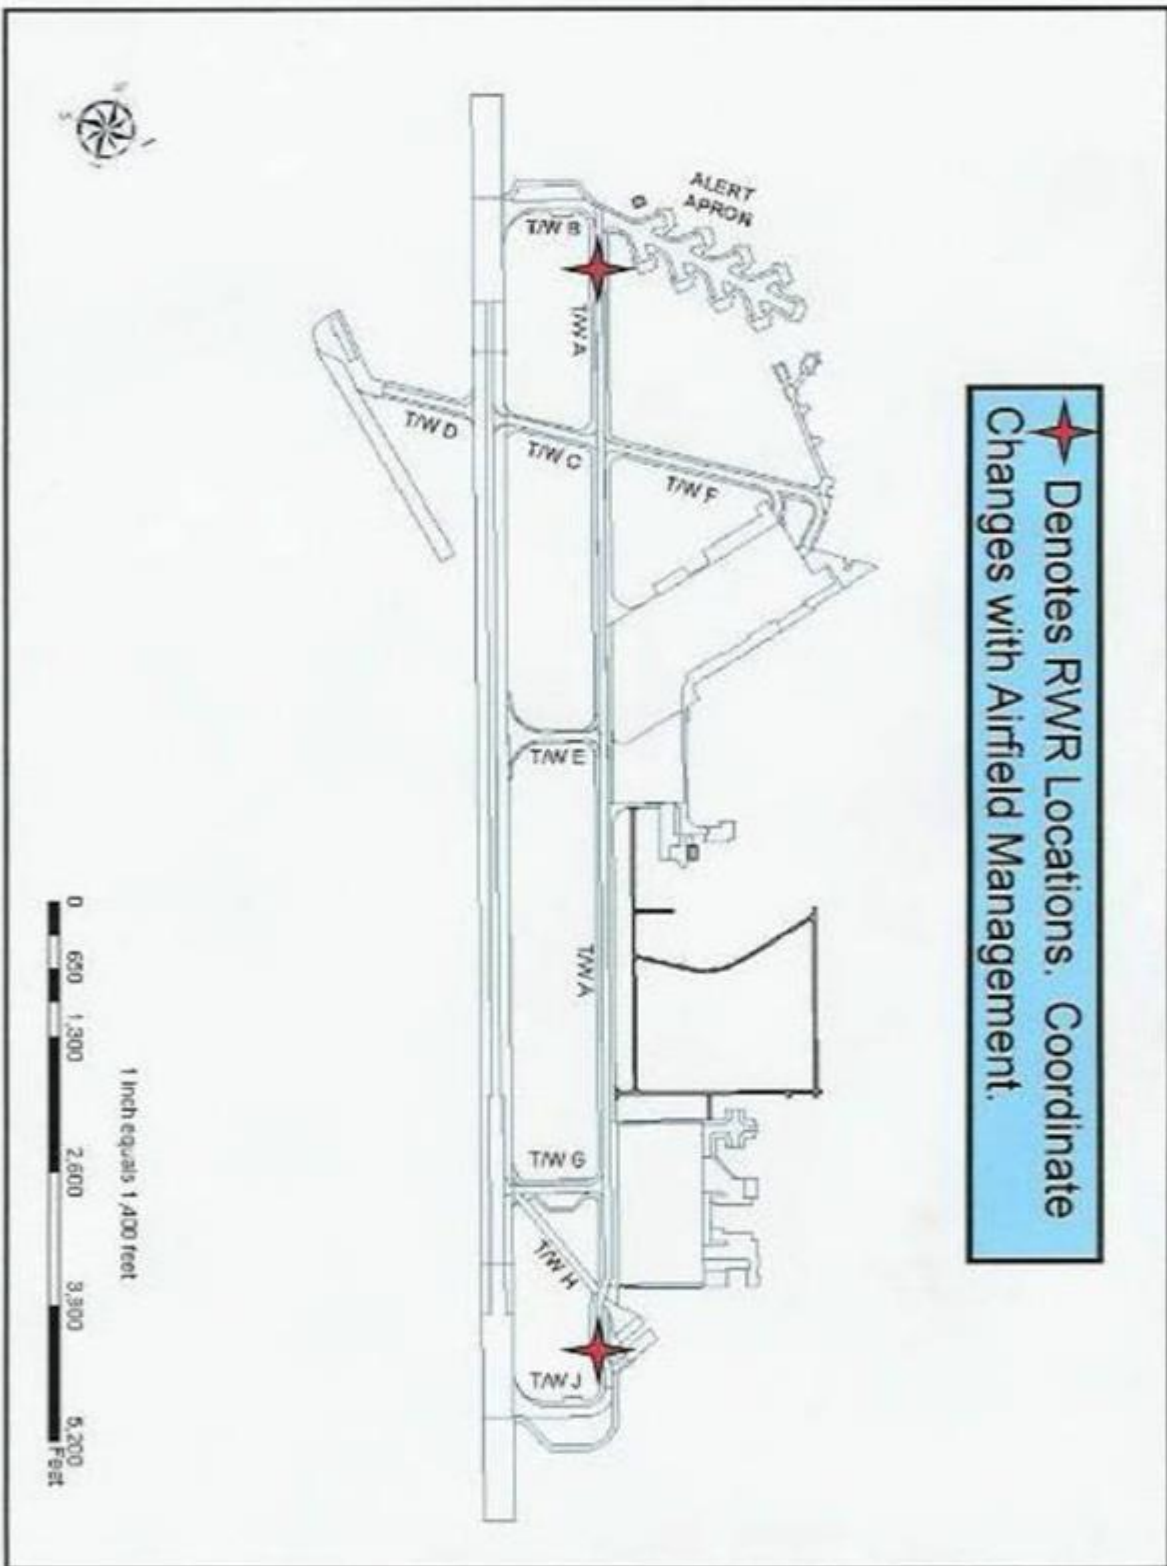 Denotes RWR Locations. Coordinate
Changes with Airfield Management.
ALERT
APRON
T/W B
T/W A
T/W D
T/W C
T/W F
T/W E
T/W A
T/W G
T/W H
T/W J
1 inch equals 1,400 feet
0 650 1,300 2,600 3,900 5,200
Feet